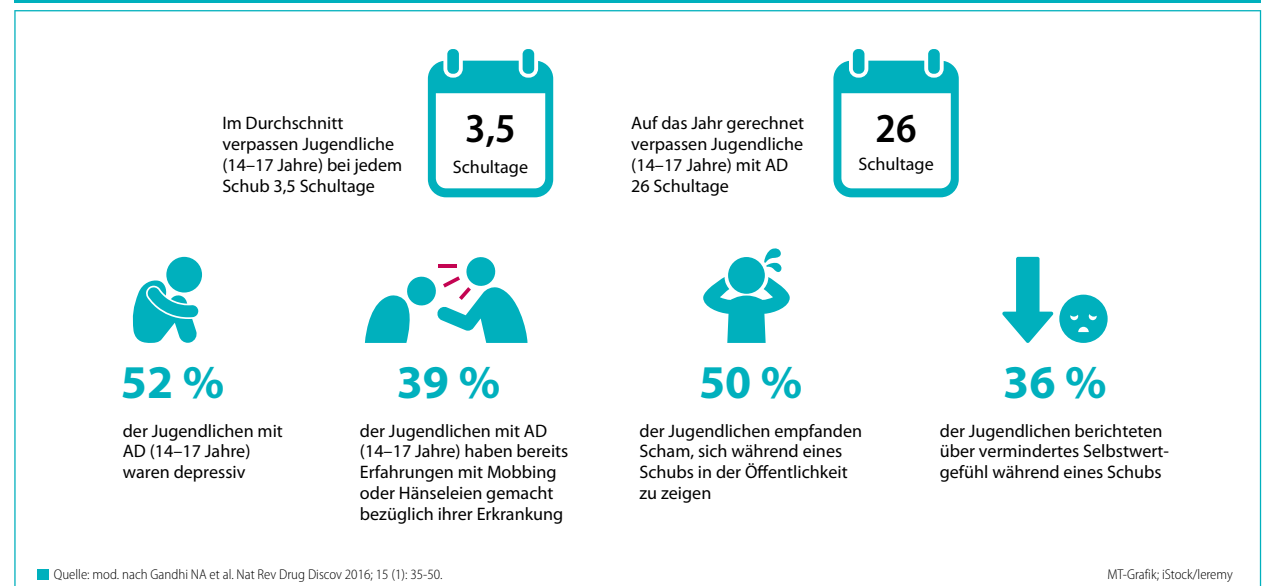 Im Durchschnitt
verpassen Jugendliche
(14–17 Jahre) bei jedem
Schub 3,5 Schultage
3,5
Schultage
Auf das Jahr gerechnet
verpassen Jugendliche
(14–17 Jahre) mit AD
26 Schultage
26
Schultage
52 %
der Jugendlichen mit
AD (14–17 Jahre)
waren depressiv
39 %
der Jugendlichen mit AD
(14–17 Jahre) haben bereits
Erfahrungen mit Mobbing
oder Hänseleien gemacht
bezüglich ihrer Erkrankung
50 %
der Jugendlichen empfanden
Scham, sich während eines
Schubs in der Öffentlichkeit
zu zeigen
36 %
der Jugendlichen berichteten
über vermindertes Selbstwert-
gefühl während eines Schubs
Quelle: mod. nach Gandhi NA et al. Nat Rev Drug Discov 2016; 15 (1): 35-50.
MT-Grafik; iStock/leremy